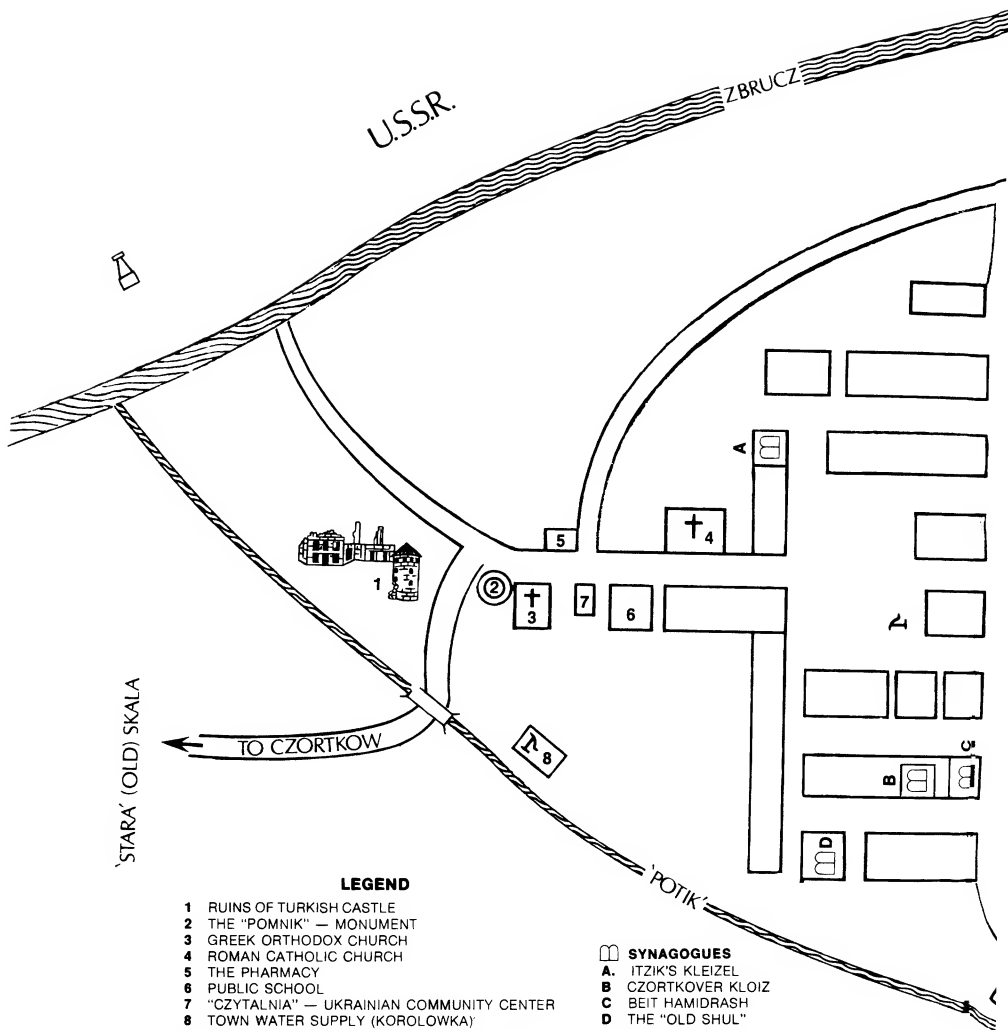 U.S.S.R.
ZBRUCZ
A
4
5
1
2
3
7
6
'STARA' (OLD) SKALA
TO CZORTKOW
8
C
B
D
'POTIK'
LEGEND
1 RUINS OF TURKISH CASTLE
2 THE "POMNIK" — MONUMENT
3 GREEK ORTHODOX CHURCH
4 ROMAN CATHOLIC CHURCH
5 THE PHARMACY
6 PUBLIC SCHOOL
7 "CZYTALNIA" — UKRAINIAN COMMUNITY CENTER
8 TOWN WATER SUPPLY (KOROLOWKA)
SYNAGOGUES
A. ITZIK'S KLEIZEL
B CZORTKOVER KLOIZ
C BEIT HAMIDRASH
D THE "OLD SHUL"